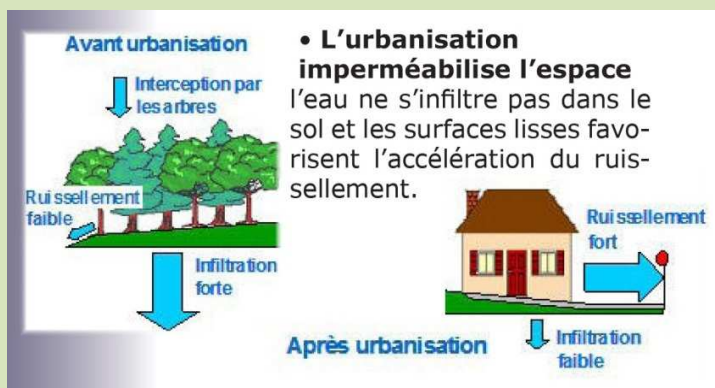 Avant urbanisation
Interception par
les arbres
Ruissellement
faible
Infiltration
forte
• L’urbanisation
imperméabilise l’espace
l’eau ne s’infiltre pas dans le
sol et les surfaces lisses favo-
risent l’accélération du ruis-
sellement.
Ruissellement
fort
Après urbanisation
Infiltration
faible